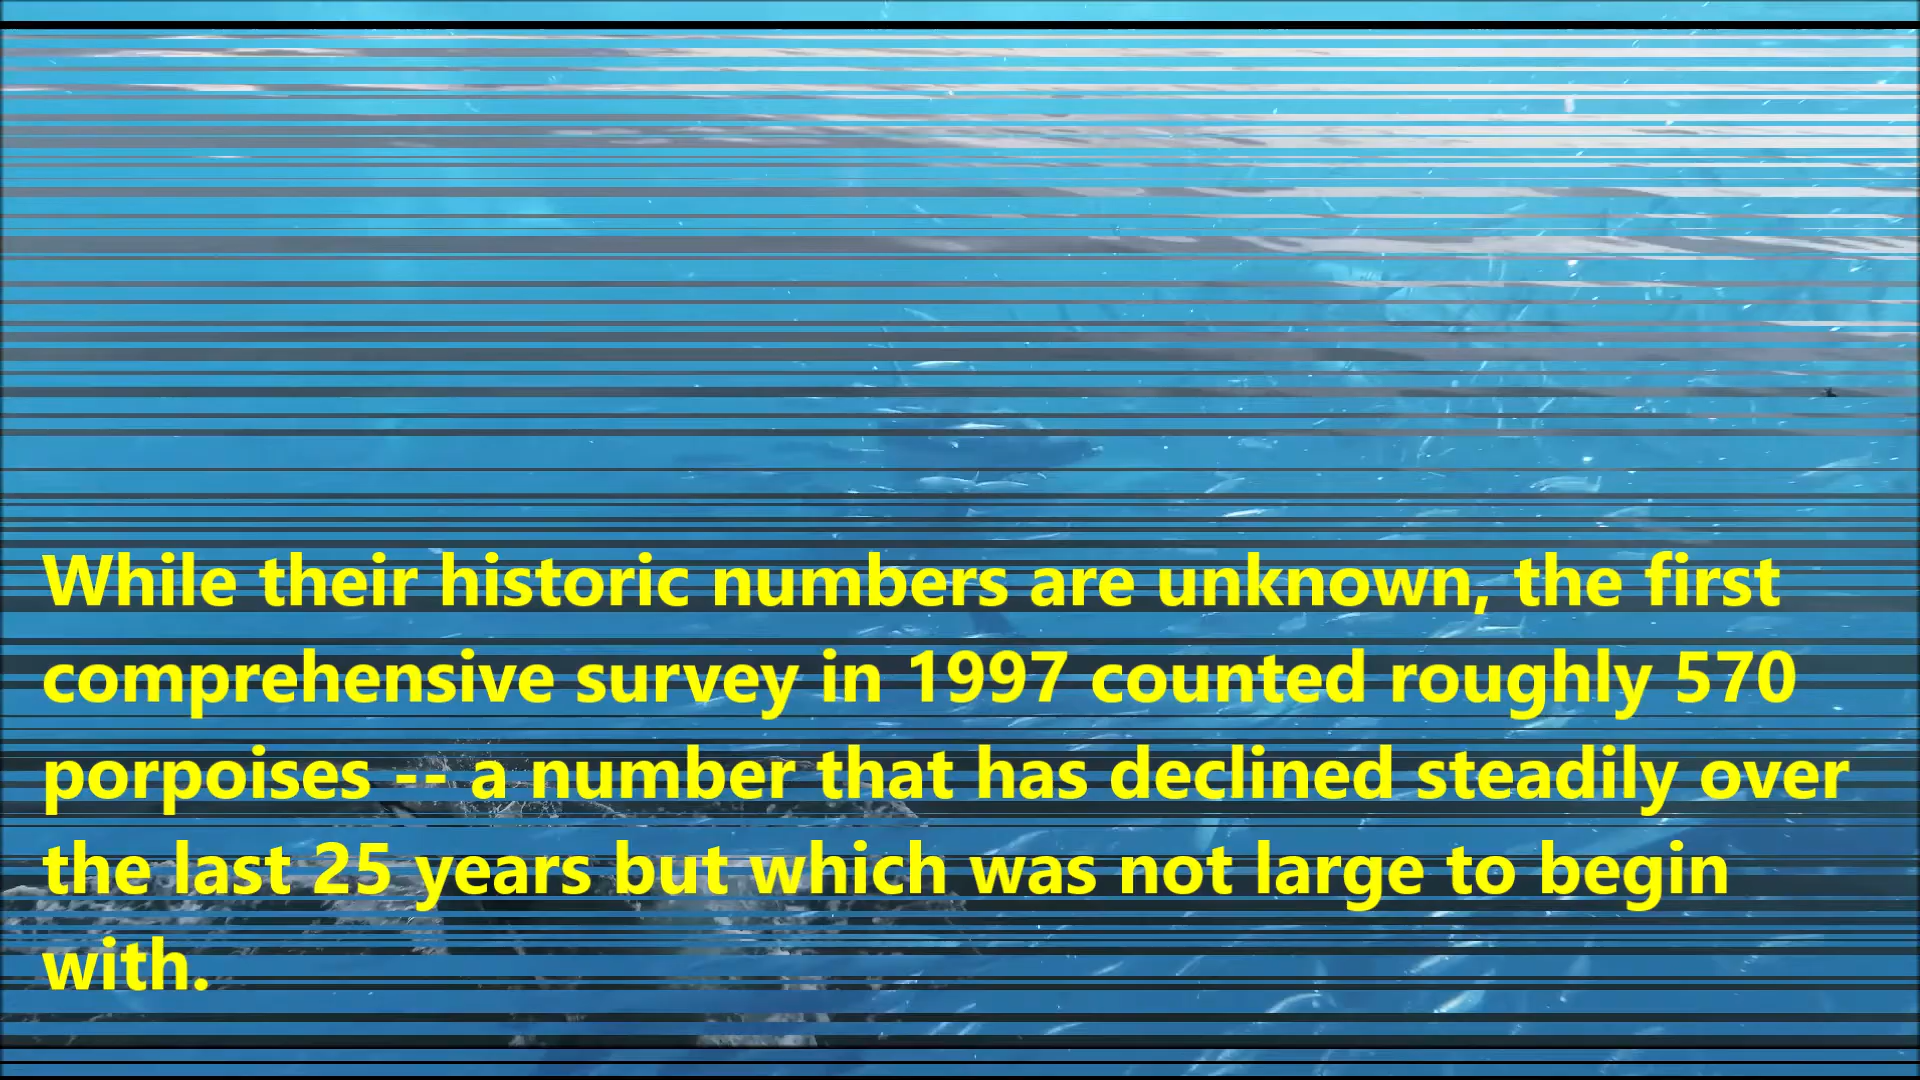 While their historic numbers are unknown, the first
comprehensive survey in 1997 counted roughly 570
porpoises -- a number that has declined steadily over
the last 25 years but which was not large to begin
with.